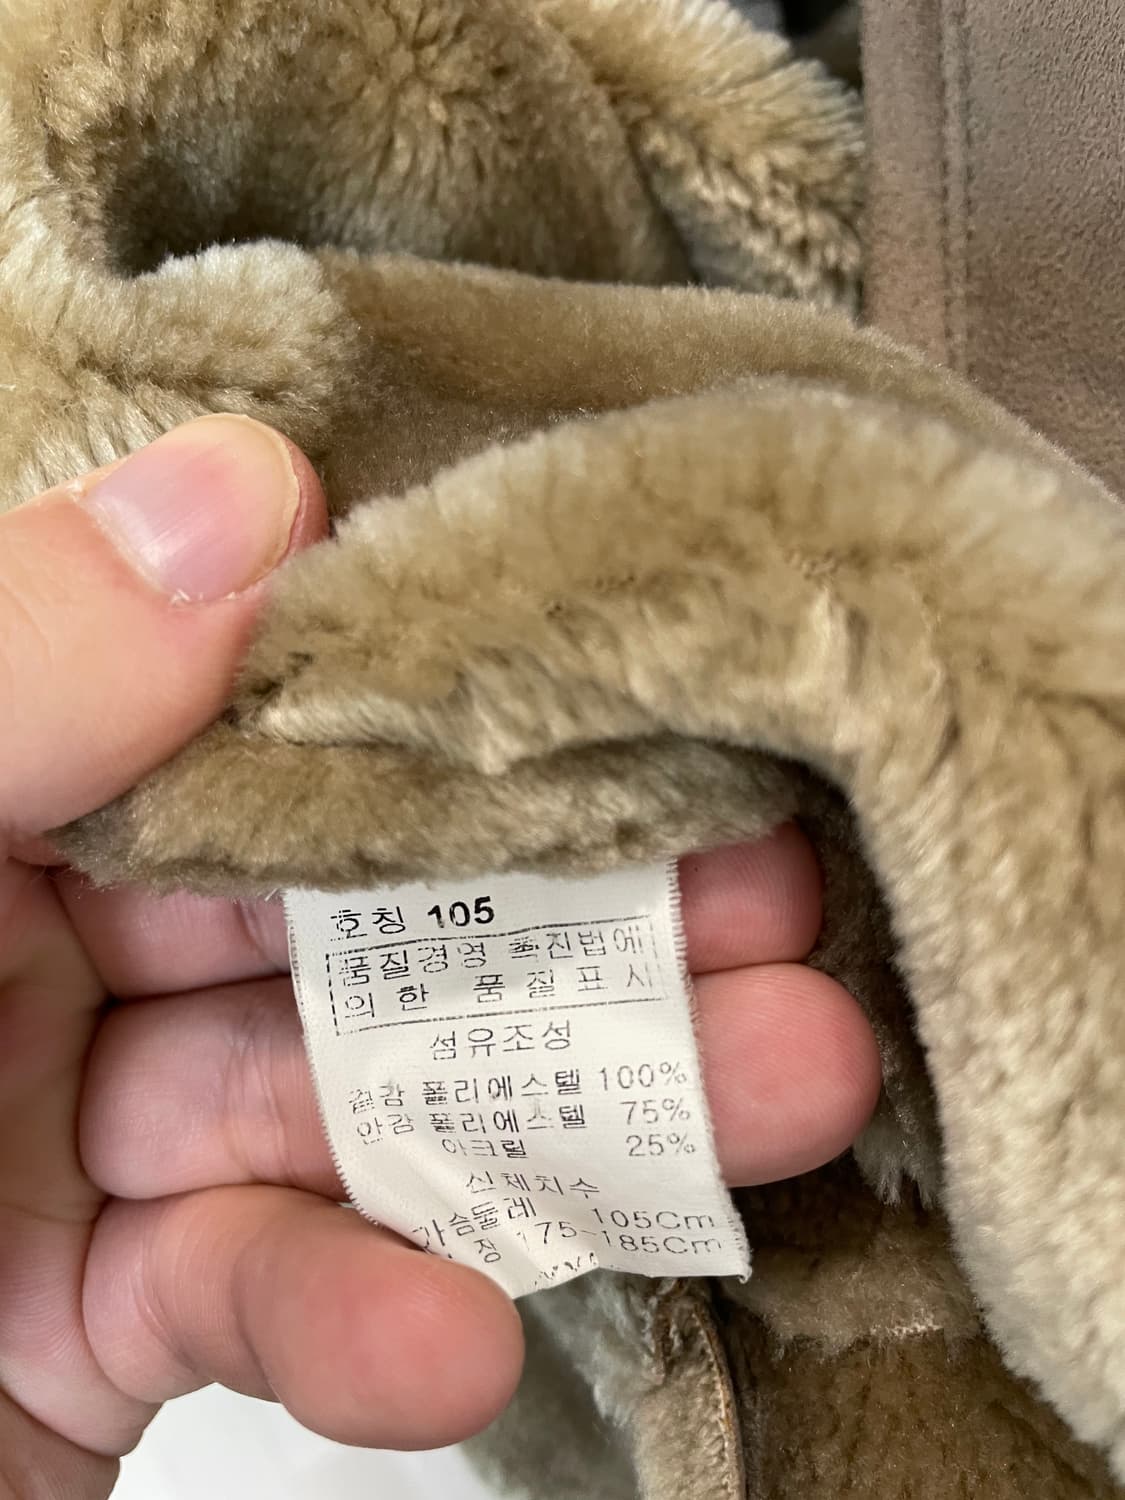 호칭 105
품질경영 촉진법에
의한 품질표시
섬유조성
겉감 폴리에스텔 100%
안감 폴리에스텔 75%
아크릴 25%
신체치수
가슴둘레 105Cm
신장 175~185Cm